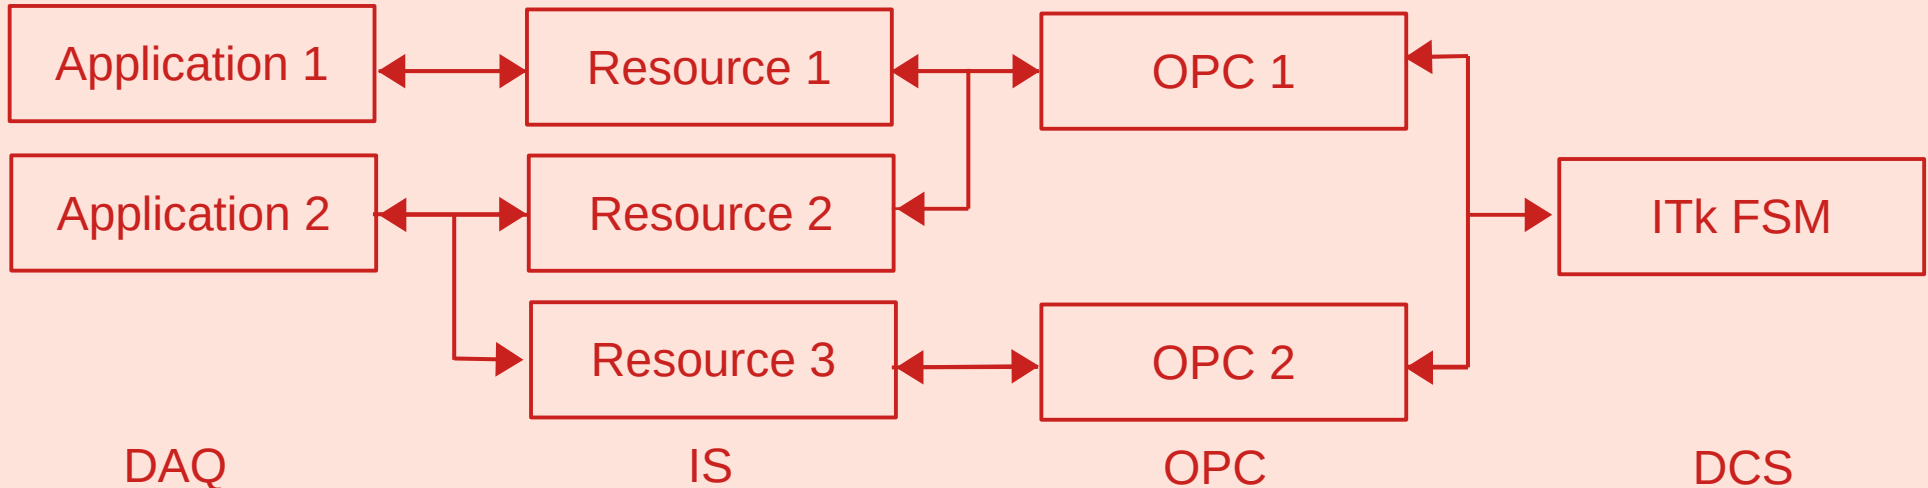 Application 1
Resource 1
OPC 1
Application 2
Resource 2
ITk FSM
Resource 3
OPC 2
DAQ
IS
OPC
DCS